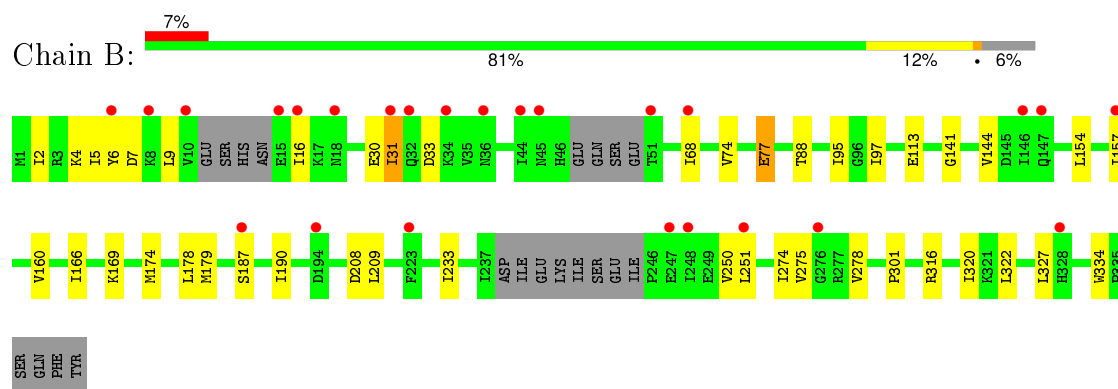 7%
Chain B:
81% 12% • 6%
M1 I2 R3 K4 I5 Y6 D7 K8 L9 V10 GLU SER HIS ASN E15 I16 K17 N18 E30 I31 Q32 D33 K34 V35 N36 I44 N45 H46 GLU GLN SER GLU T51 I68 V74 E77 T88 I95 G96 I97 E113 G141 V144 D145 I146 Q147 L154
V160 I166 K169 M174 L178 M179 S187 I190 D194 D208 L209 F223 I233 I237 ASP ILE GLU LYS ILE SER GLU ILE P246 E247 I248 E249 V250 L251 I274 V275 G276 R277 V278 P301 R316 I320 K321 L322 L327 H328 W334
SER GLN PHE TYR